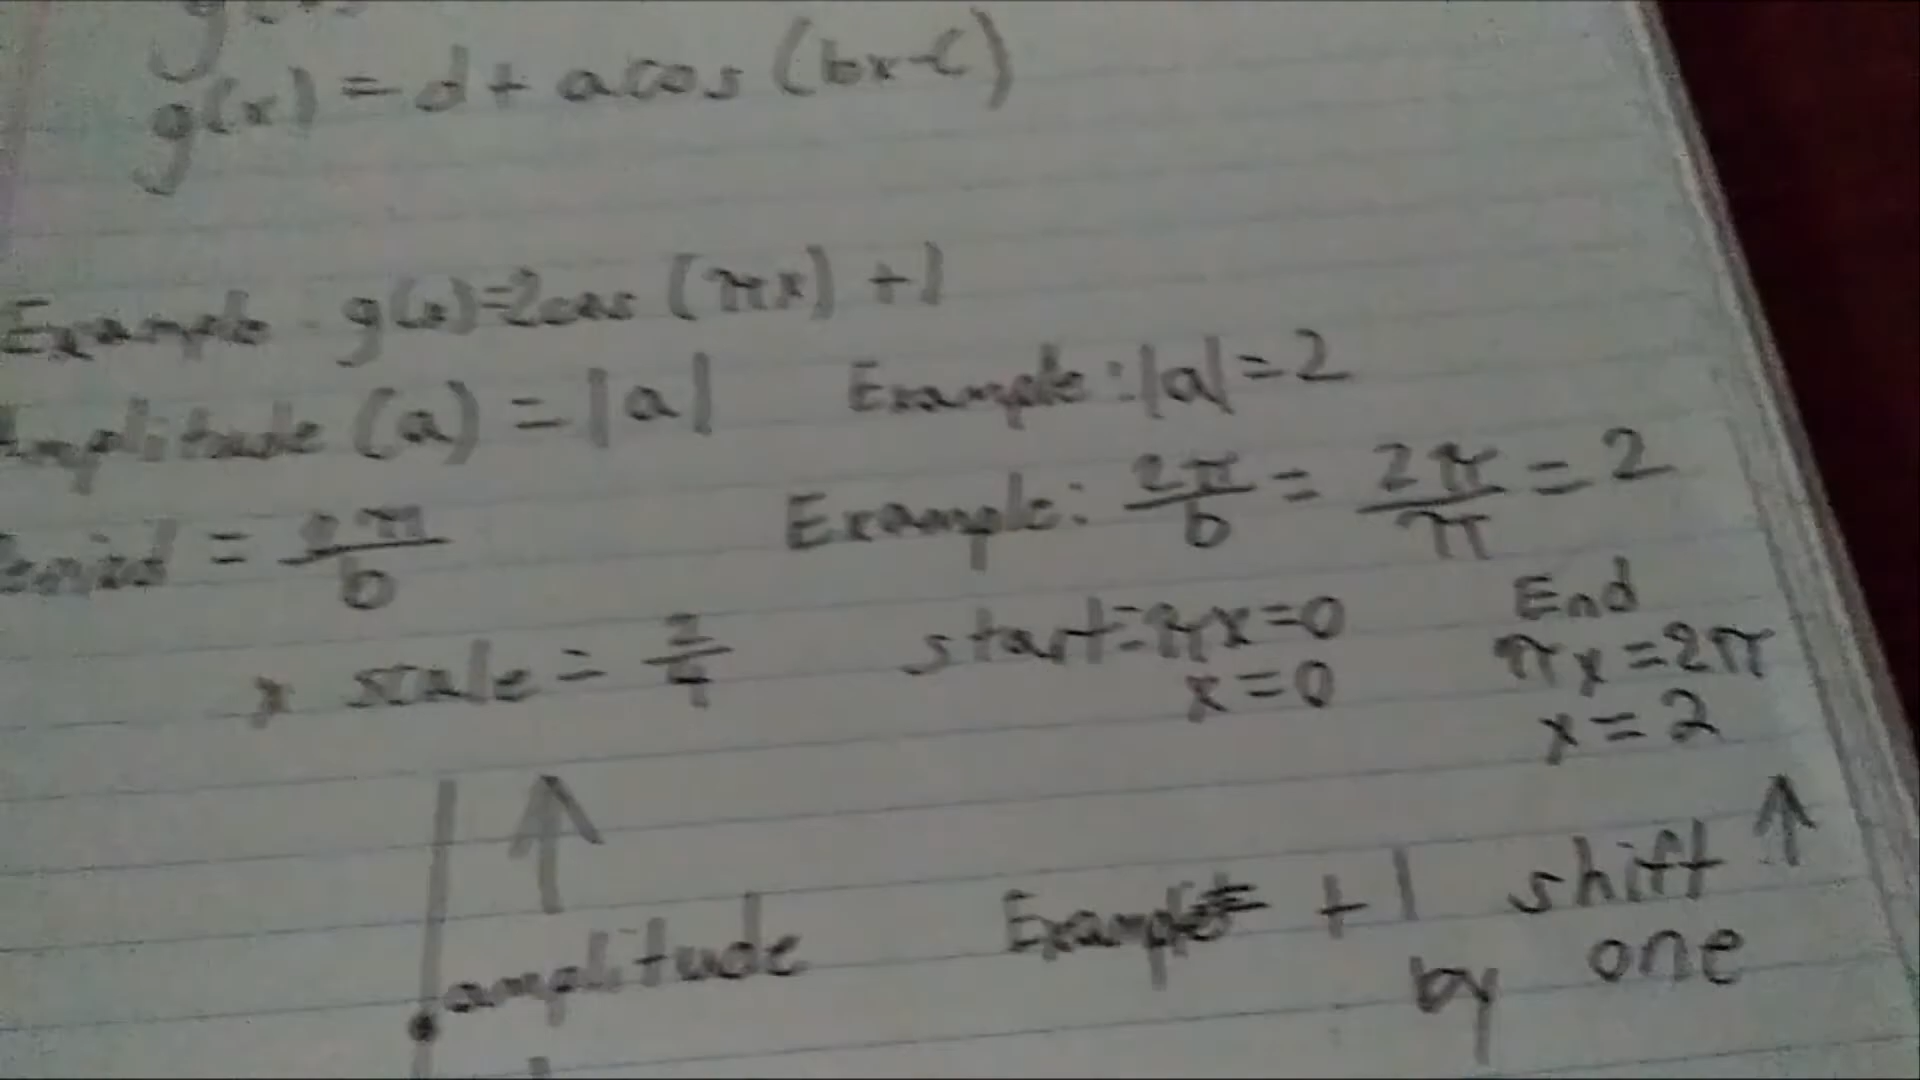 g(x) = d + a cos (bx-c)
Example - g(x)=2cos (πx) +1
Amplitude (a) = |a| Example: |a|=2
Period = 2π/b Example: 2π/b = 2π/π = 2
x scale = 2/4 start: πx=0 End
x=0 πx=2π
x=2
↑
amplitude Example +1 shift ↑
by one